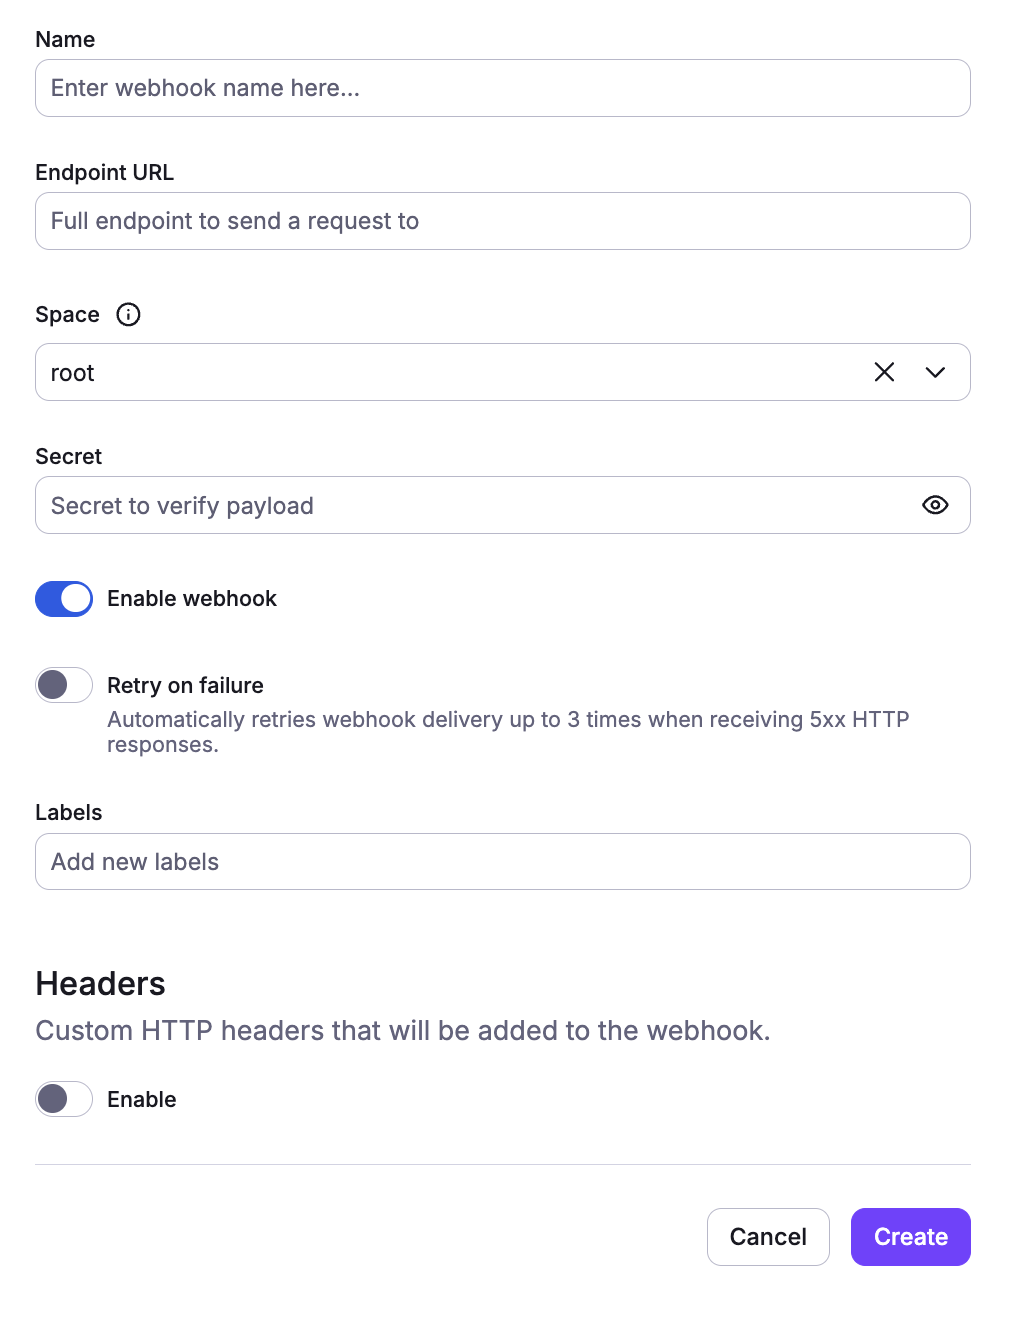 Name
Enter webhook name here...
Endpoint URL
Full endpoint to send a request to
Space
root
Secret
Secret to verify payload
Enable webhook
Retry on failure
Automatically retries webhook delivery up to 3 times when receiving 5xx HTTP
responses.
Labels
Add new labels
Headers
Custom HTTP headers that will be added to the webhook.
Enable
Cancel
Create